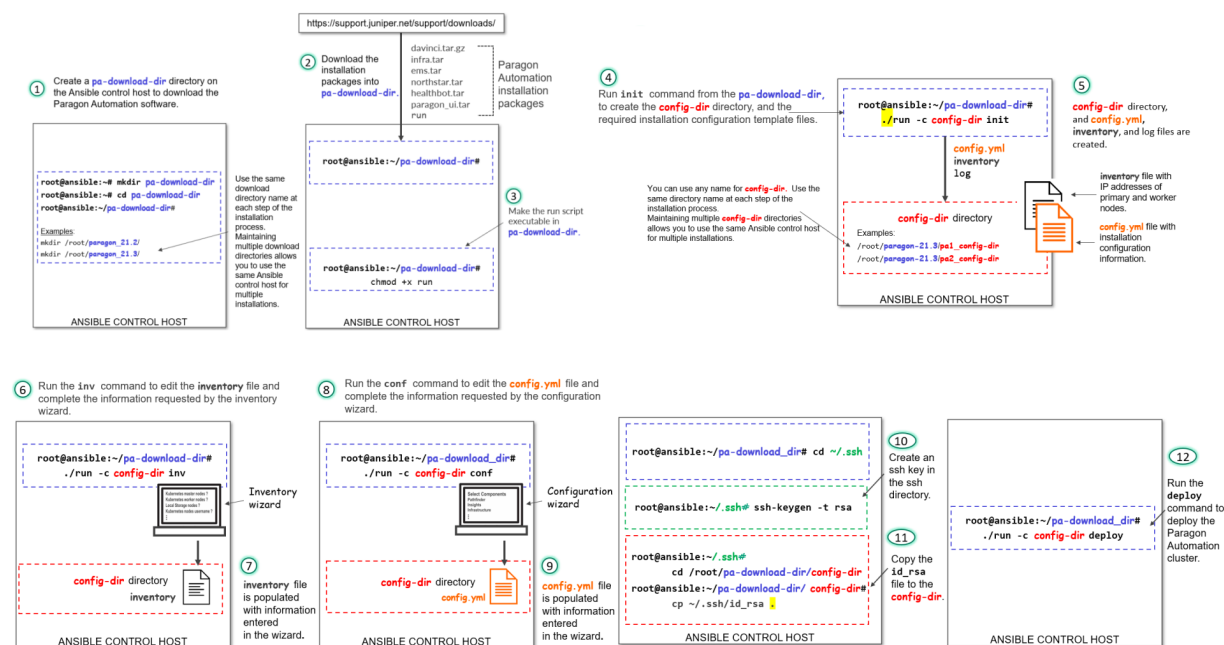 https://support.juniper.net/support/downloads/
1
Create a pa-download-dir directory on
the Ansible control host to download the
Paragon Automation software.
root@ansible:~# mkdir pa-download-dir
root@ansible:~# cd pa-download-dir
root@ansible:~/pa-download-dir#
Examples:
mkdir /root/paragon_21.2/
mkdir /root/paragon_21.3/
ANSIBLE CONTROL HOST
Use the same
download
directory name at
each step of the
installation
process.
Maintaining
multiple download
directories allows
you to use the
same Ansible
control host for
multiple
installations.
2
Download the
installation
packages into
pa-download-dir.
davinci.tar.gz
infra.tar
ems.tar
northstar.tar
healthbot.tar
paragon_ui.tar
run
Paragon
Automation
installation
packages
root@ansible:~/pa-download-dir#
3
Make the run script
executable in
pa-download-dir.
root@ansible:~/pa-download-dir#
chmod +x run
ANSIBLE CONTROL HOST
4
Run init command from the pa-download-dir,
to create the config-dir directory, and the
required installation configuration template files.
root@ansible:~/pa-download-dir#
./run -c config-dir init
config.yml
inventory
log
5
config-dir directory,
and config.yml,
inventory, and log files are
created.
You can use any name for config-dir. Use the
same directory name at each step of the
installation process.
Maintaining multiple config-dir directories
allows you to use the same Ansible control host
for multiple installations.
config-dir directory
Examples:
/root/paragon-21.3/pa1_config-dir
/root/paragon-21.3/pa2_config-dir
inventory file with
IP addresses of
primary and worker
nodes.
config.yml file with
installation
configuration
information.
ANSIBLE CONTROL HOST
6
Run the inv command to edit the inventory file and
complete the information requested by the inventory
wizard.
root@ansible:~/pa-download-dir#
./run -c config-dir inv
Kubernetes master nodes ?
Kubernetes worker nodes ?
Local Storage nodes ?
Kubernetes nodes username ?
Inventory
wizard
config-dir directory
inventory
7
inventory file
is populated
with information
entered
in the wizard.
ANSIBLE CONTROL HOST
8
Run the conf command to edit the config.yml file and
complete the information requested by the configuration
wizard.
root@ansible:~/pa-download_dir#
./run -c config-dir conf
Select Components
Pathfinder
Insights
Infrastructure
Configuration
wizard
config-dir directory
config.yml
9
config.yml file
is populated
with information
entered
in the wizard.
ANSIBLE CONTROL HOST
root@ansible:~/pa-download_dir# cd ~/.ssh
10
Create an
ssh key in
the ssh
directory.
root@ansible:~/.ssh# ssh-keygen -t rsa
root@ansible:~/.ssh#
cd /root/pa-download-dir/config-dir
root@ansible:~/pa-download-dir/ config-dir#
cp ~/.ssh/id_rsa .
11
Copy the
id_rsa
file to the
config-dir.
ANSIBLE CONTROL HOST
root@ansible:~/pa-download_dir#
./run -c config-dir deploy
12
Run the
deploy
command to
deploy the
Paragon
Automation
cluster.
ANSIBLE CONTROL HOST